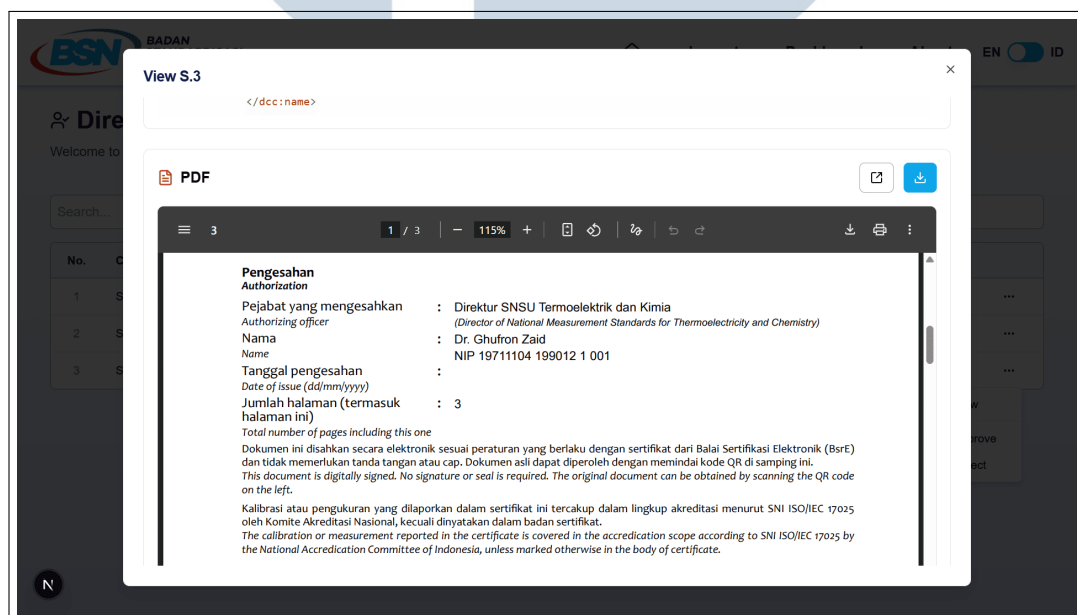 BSN
BADAN
EN ID
View S.3
</dcc:name>
Dire
Welcome to
PDF
Search...
3 1 / 3 115%
No. C
1 S
2 S
3 S
Pengesahan
Authorization
Pejabat yang mengesahkan : Direktur SNSU Termoelektrik dan Kimia
Authorizing officer (Director of National Measurement Standards for Thermoelectricity and Chemistry)
Nama : Dr. Ghufron Zaid
Name NIP 19711104 199012 1 001
Tanggal pengesahan :
Date of issue (dd/mm/yyyy)
Jumlah halaman (termasuk : 3
halaman ini)
Total number of pages including this one
Dokumen ini disahkan secara elektronik sesuai peraturan yang berlaku dengan sertifikat dari Balai Sertifikasi Elektronik (BsrE)
dan tidak memerlukan tanda tangan atau cap. Dokumen asli dapat diperoleh dengan memindai kode QR di samping ini.
This document is digitally signed. No signature or seal is required. The original document can be obtained by scanning the QR code
on the left.
Kalibrasi atau pengukuran yang dilaporkan dalam sertifikat ini tercakup dalam lingkup akreditasi menurut SNI ISO/IEC 17025
oleh Komite Akreditasi Nasional, kecuali dinyatakan dalam badan sertifikat.
The calibration or measurement reported in the certificate is covered in the accredication scope according to SNI ISO/IEC 17025 by
the National Accredication Committee of Indonesia, unless marked otherwise in the body of certificate.
w
prove
ect
N